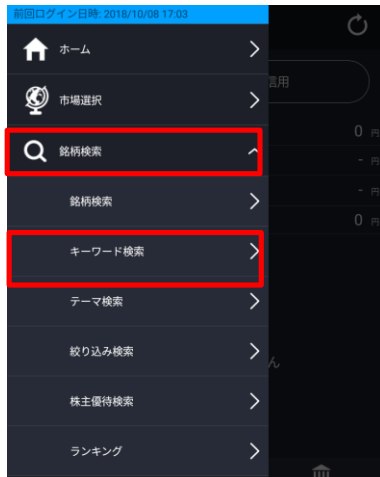 前回ログイン日時: 2018/10/08 17:03
ホーム
市場選択
信用
銘柄検索
0 円
- 円
銘柄検索
- 円
0 円
キーワード検索
テーマ検索
絞り込み検索
ん
株主優待検索
ランキング